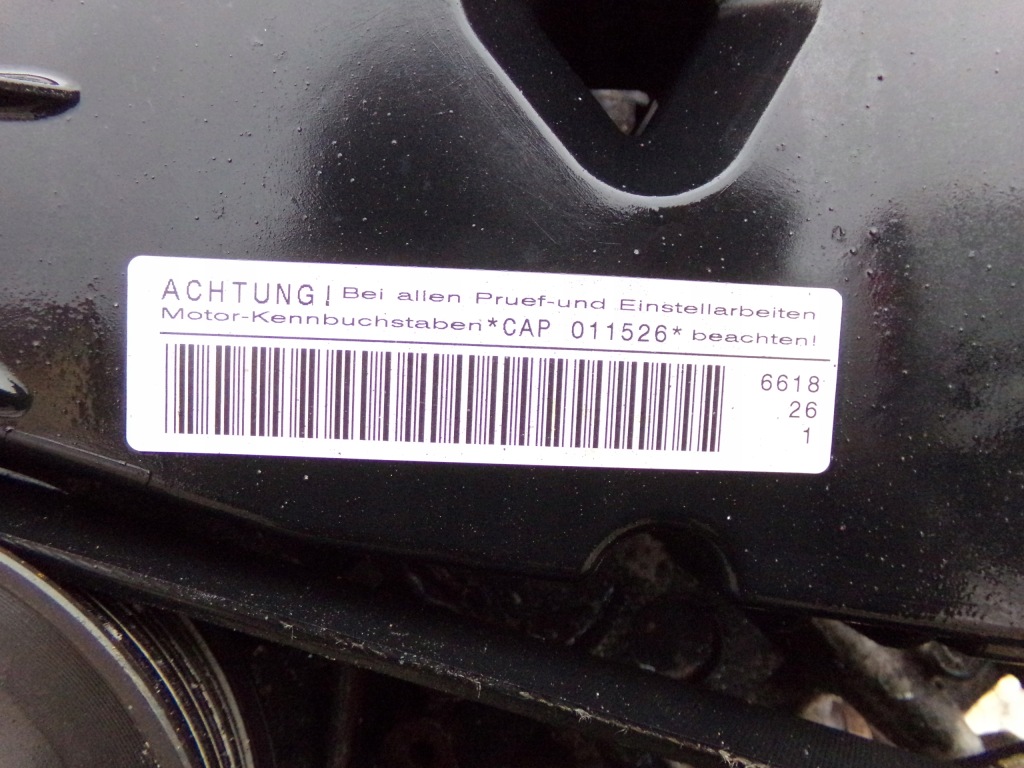 ACHTUNG! Bei allen Pruef-und Einstellarbeiten
Motor-Kennbuchstaben *CAP 011526* beachten!
6618
26
1